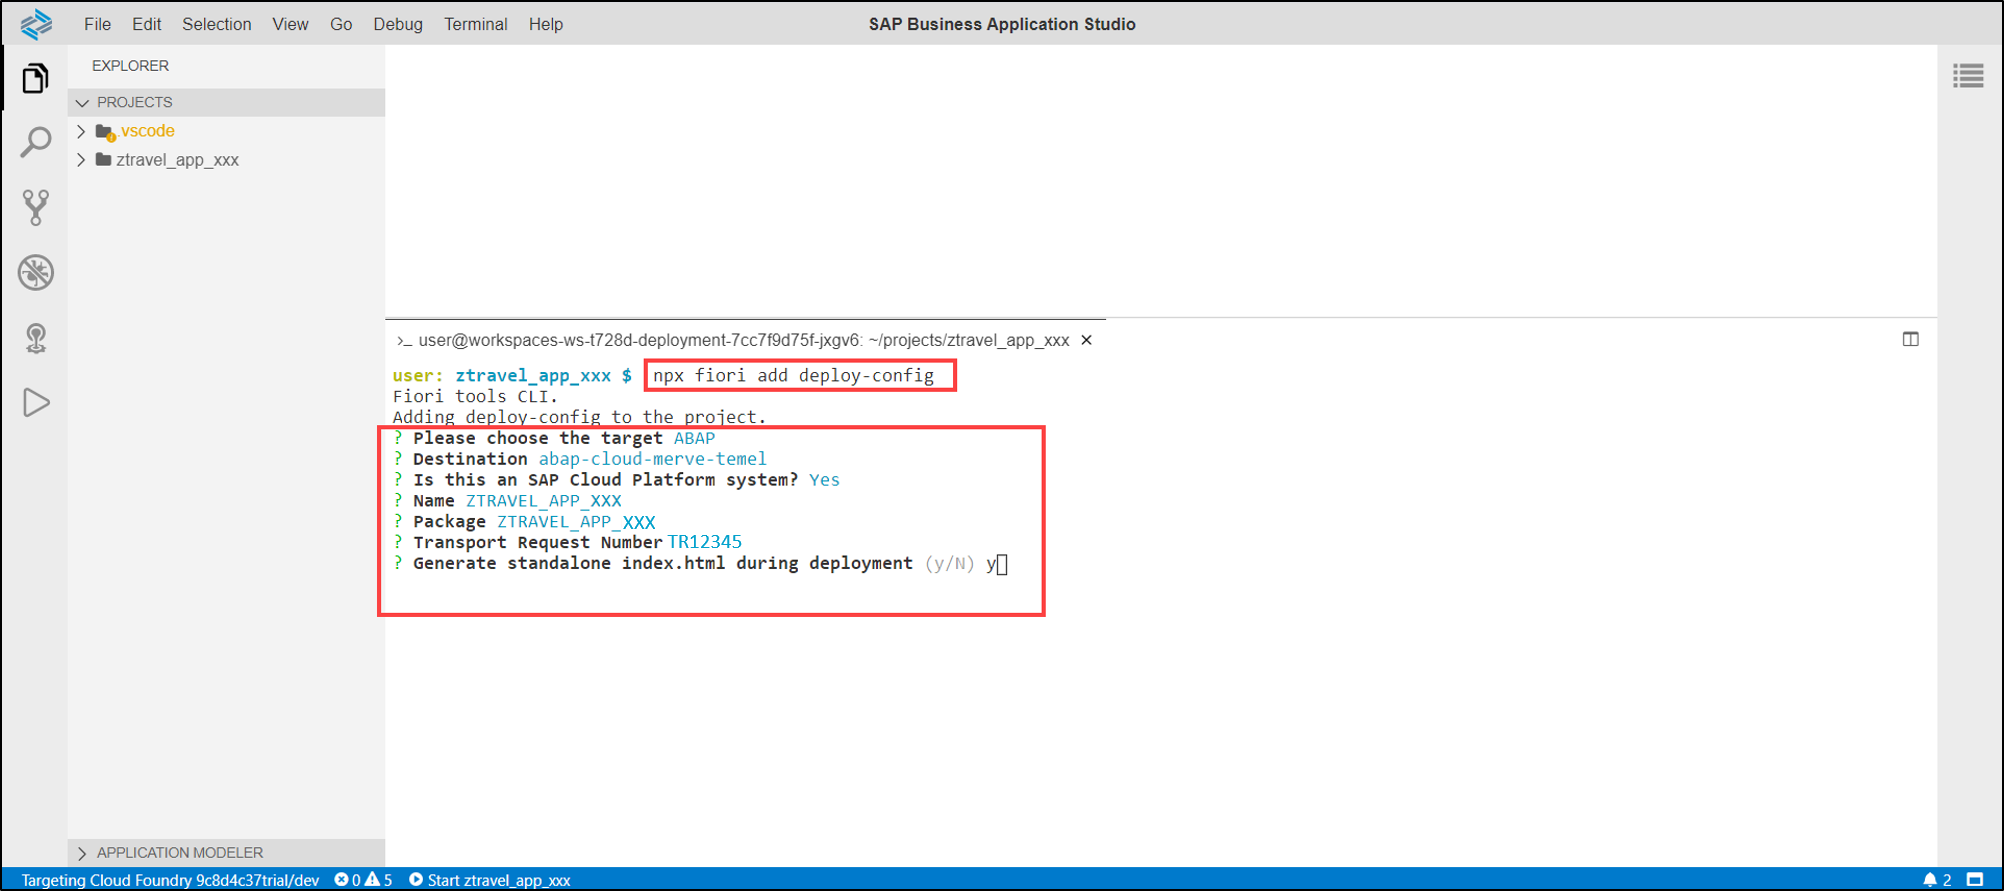 File Edit Selection View Go Debug Terminal Help
SAP Business Application Studio
EXPLORER
PROJECTS
.vscode
ztravel_app_xxx
>_ user@workspaces-ws-t728d-deployment-7cc7f9d75f-jxgv6: ~/projects/ztravel_app_xxx ×
user: ztravel_app_xxx $ npx fiori add deploy-config
Fiori tools CLI.
Adding deploy-config to the project.
? Please choose the target ABAP
? Destination abap-cloud-merve-temel
? Is this an SAP Cloud Platform system? Yes
? Name ZTRAVEL_APP_XXX
? Package ZTRAVEL_APP_XXX
? Transport Request Number TR12345
? Generate standalone index.html during deployment (y/N) y
APPLICATION MODELER
Targeting Cloud Foundry 9c8d4c37trial/dev 0 5 Start ztravel_app_xxx 2